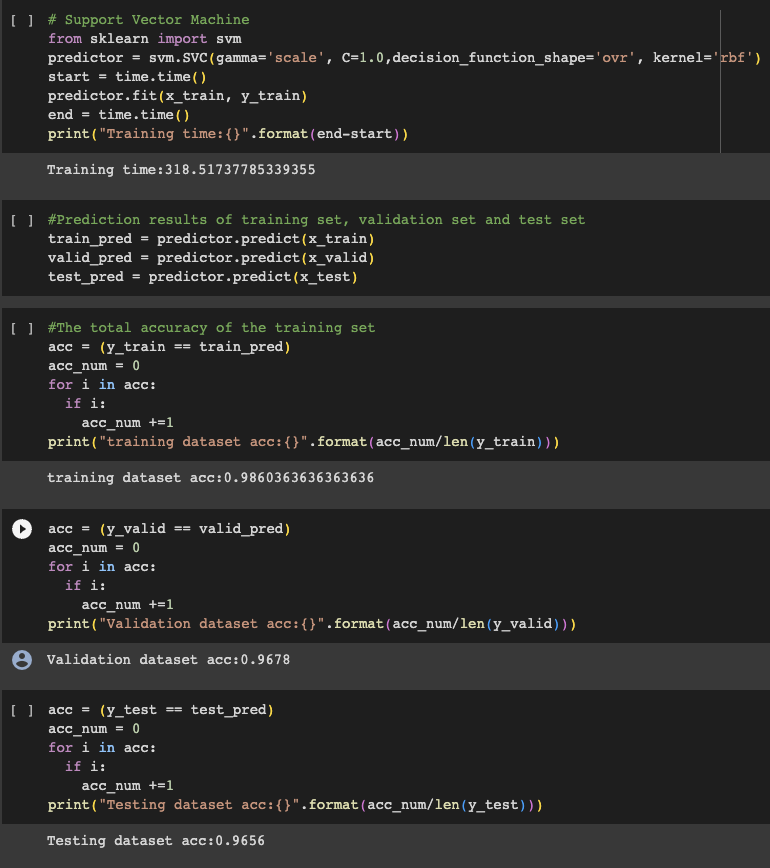 [ ] # Support Vector Machine
from sklearn import svm
predictor = svm.SVC(gamma='scale', C=1.0,decision_function_shape='ovr', kernel='rbf')
start = time.time()
predictor.fit(x_train, y_train)
end = time.time()
print("Training time:{}".format(end-start))
Training time:318.51737785339355
[ ] #Prediction results of training set, validation set and test set
train_pred = predictor.predict(x_train)
valid_pred = predictor.predict(x_valid)
test_pred = predictor.predict(x_test)
[ ] #The total accuracy of the training set
acc = (y_train == train_pred)
acc_num = 0
for i in acc:
  if i:
    acc_num +=1
print("training dataset acc:{}".format(acc_num/len(y_train)))
training dataset acc:0.9860363636363636
acc = (y_valid == valid_pred)
acc_num = 0
for i in acc:
  if i:
    acc_num +=1
print("Validation dataset acc:{}".format(acc_num/len(y_valid)))
Validation dataset acc:0.9678
[ ] acc = (y_test == test_pred)
acc_num = 0
for i in acc:
  if i:
    acc_num +=1
print("Testing dataset acc:{}".format(acc_num/len(y_test)))
Testing dataset acc:0.9656